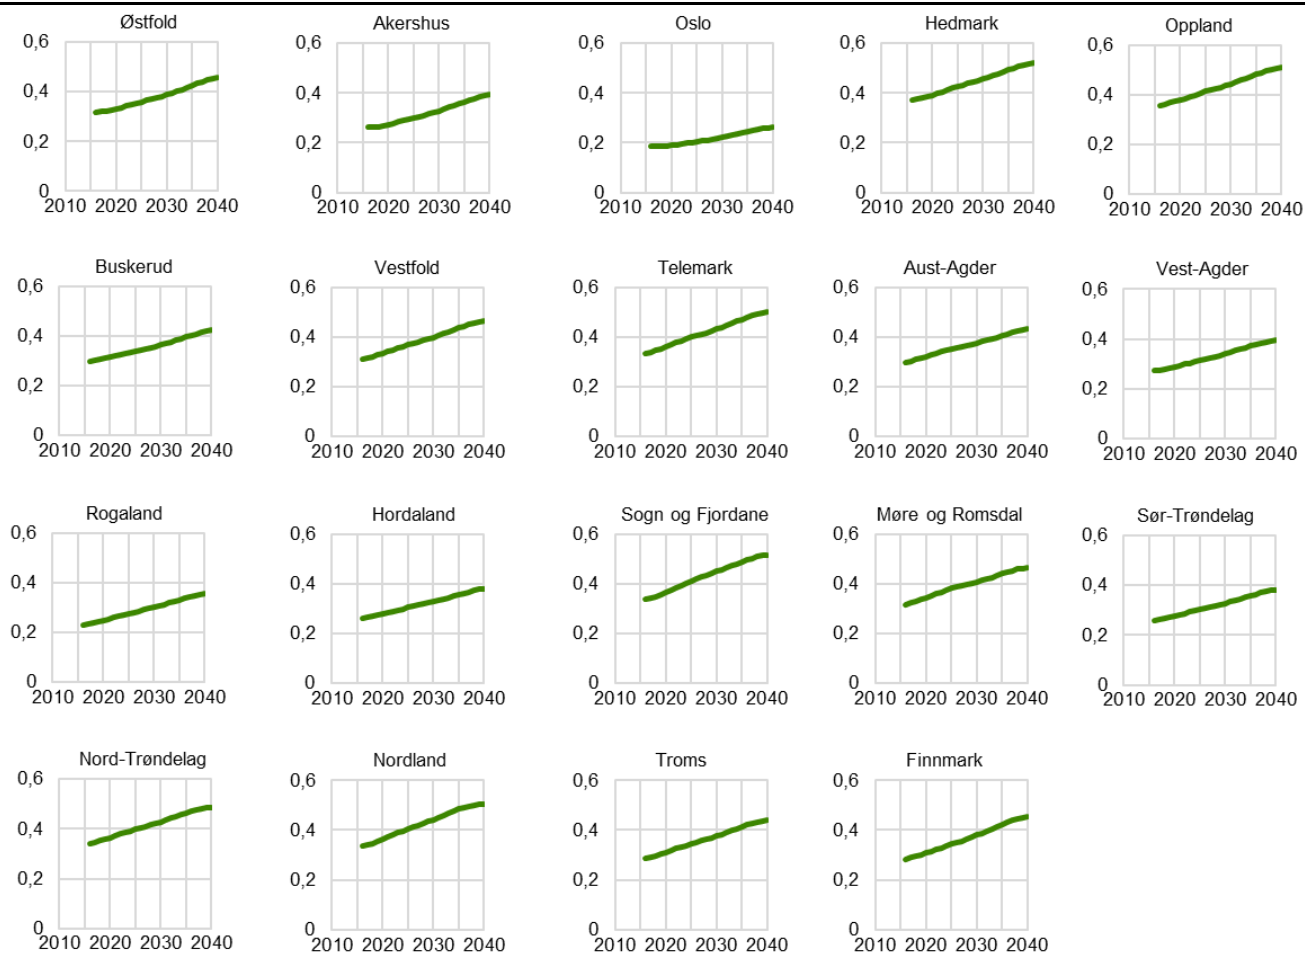 Østfold Akershus Oslo Hedmark Oppland
0,6 0,6 0,6 0,6 0,6
0,4 0,4 0,4 0,4 0,4
0,2 0,2 0,2 0,2 0,2
0 0 0 0 0
2010 2020 2030 2040 2010 2020 2030 2040 2010 2020 2030 2040 2010 2020 2030 2040 2010 2020 2030 2040
Buskerud Vestfold Telemark Aust-Agder Vest-Agder
0,6 0,6 0,6 0,6 0,6
0,4 0,4 0,4 0,4 0,4
0,2 0,2 0,2 0,2 0,2
0 0 0 0 0
2010 2020 2030 2040 2010 2020 2030 2040 2010 2020 2030 2040 2010 2020 2030 2040 2010 2020 2030 2040
Rogaland Hordaland Sogn og Fjordane Møre og Romsdal Sør-Trøndelag
0,6 0,6 0,6 0,6 0,6
0,4 0,4 0,4 0,4 0,4
0,2 0,2 0,2 0,2 0,2
0 0 0 0 0
2010 2020 2030 2040 2010 2020 2030 2040 2010 2020 2030 2040 2010 2020 2030 2040 2010 2020 2030 2040
Nord-Trøndelag Nordland Troms Finnmark
0,6 0,6 0,6 0,6
0,4 0,4 0,4 0,4
0,2 0,2 0,2 0,2
0 0 0 0
2010 2020 2030 2040 2010 2020 2030 2040 2010 2020 2030 2040 2010 2020 2030 2040